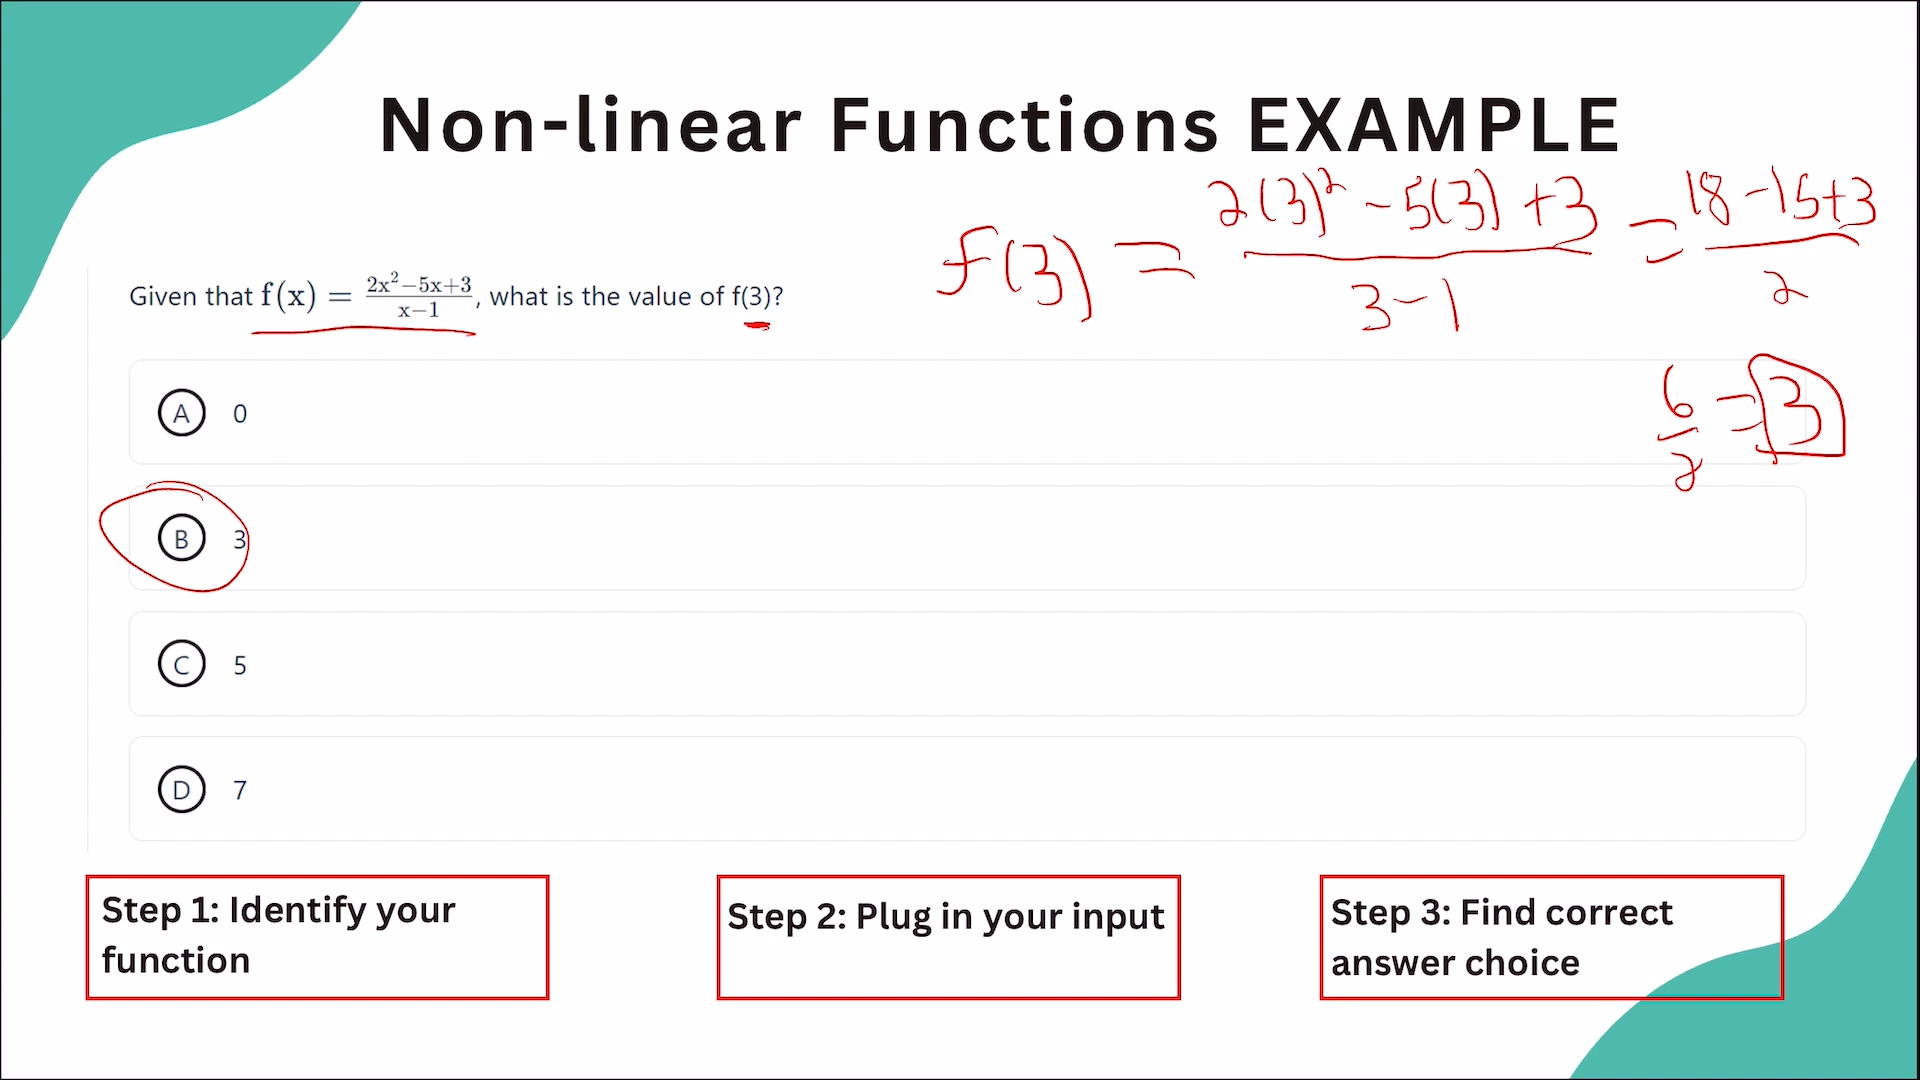 Non-linear Functions EXAMPLE
f(3) = 2(3)² - 5(3) + 3 / 3 - 1 = 18 - 15 + 3 / 2
6/2 = 3
Given that f(x) = 2x²−5x+3 / x−1, what is the value of f(3)?
A 0
B 3
C 5
D 7
Step 1: Identify your
function
Step 2: Plug in your input
Step 3: Find correct
answer choice